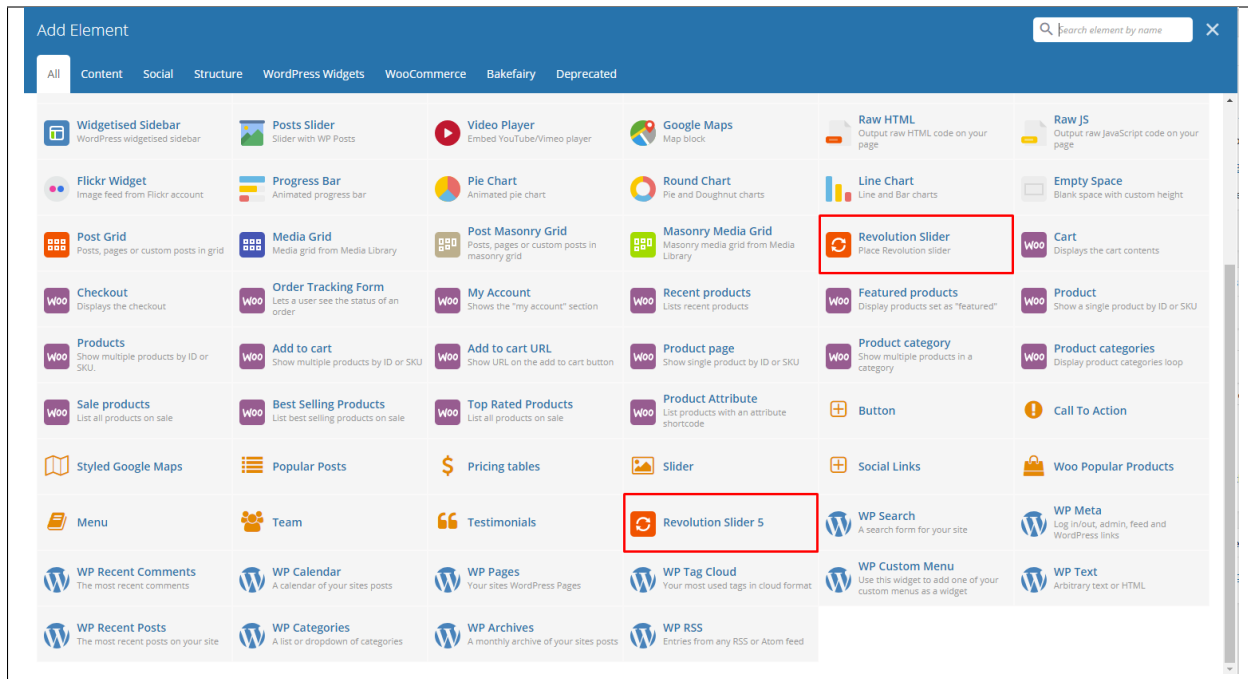 Add Element
Search element by name
All Content Social Structure WordPress Widgets WooCommerce Bakefairy Deprecated
Widgetised Sidebar
WordPress widgetised sidebar
Posts Slider
Slider with WP Posts
Video Player
Embed YouTube/Vimeo player
Google Maps
Map block
Raw HTML
Output raw HTML code on your
page
Raw JS
Output raw JavaScript code on your
page
Flickr Widget
Image feed from Flickr account
Progress Bar
Animated progress bar
Pie Chart
Animated pie chart
Round Chart
Pie and Doughnut charts
Line Chart
Line and Bar charts
Empty Space
Blank space with custom height
Post Grid
Posts, pages or custom posts in grid
Media Grid
Media grid from Media Library
Post Masonry Grid
Posts, pages or custom posts in
masonry grid
Masonry Media Grid
Masonry media grid from Media
Library
Revolution Slider
Place Revolution slider
Woo
Cart
Displays the cart contents
Woo
Checkout
Displays the checkout
Woo
Order Tracking Form
Lets a user see the status of an
order
Woo
My Account
Shows the "my account" section
Woo
Recent products
Lists recent products
Woo
Featured products
Display products set as "featured"
Woo
Product
Show a single product by ID or SKU
Woo
Products
Show multiple products by ID or
SKU.
Woo
Add to cart
Show multiple products by ID or SKU
Woo
Add to cart URL
Show URL on the add to cart button
Woo
Product page
Show single product by ID or SKU
Woo
Product category
Show multiple products in a
category
Woo
Product categories
Display product categories loop
Woo
Sale products
List all products on sale
Woo
Best Selling Products
List best selling products on sale
Woo
Top Rated Products
List all products on sale
Woo
Product Attribute
List products with an attribute
shortcode
Button
Call To Action
Styled Google Maps
Popular Posts
Pricing tables
Slider
Social Links
Woo Popular Products
Menu
Team
Testimonials
Revolution Slider 5
WP Search
A search form for your site
WP Meta
Log in/out, admin, feed and
WordPress links
WP Recent Comments
The most recent comments
WP Calendar
A calendar of your sites posts
WP Pages
Your sites WordPress Pages
WP Tag Cloud
Your most used tags in cloud format
WP Custom Menu
Use this widget to add one of your
custom menus as a widget
WP Text
Arbitrary text or HTML.
WP Recent Posts
The most recent posts on your site
WP Categories
A list or dropdown of categories
WP Archives
A monthly archive of your sites posts
WP RSS
Entries from any RSS or Atom feed